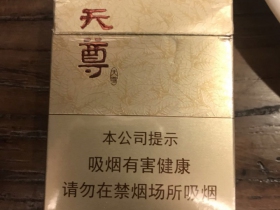 天尊
本公司提示
吸烟有害健康
请勿在禁烟场所吸烟